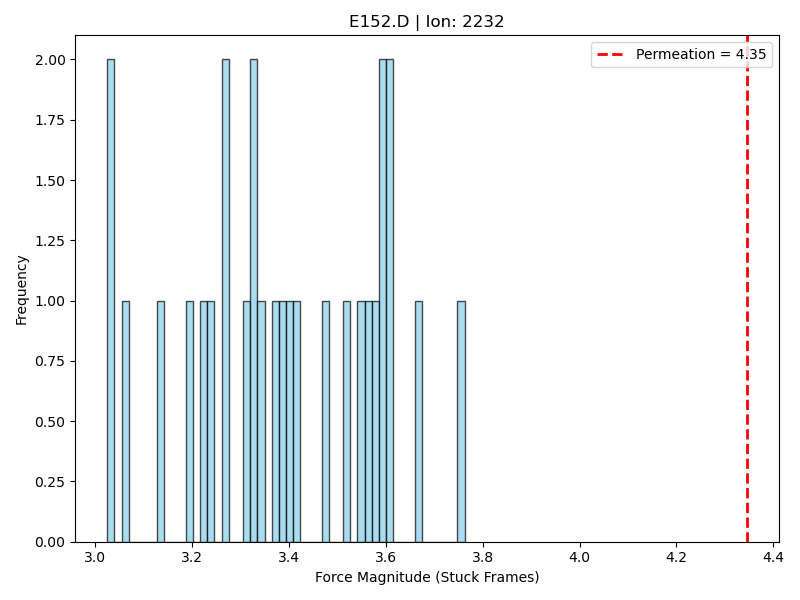 E152.D | Ion: 2232
Permeation = 4.35
2.00
1.75
1.50
1.25
1.00
0.75
0.50
0.25
0.00
Frequency
3.0 3.2 3.4 3.6 3.8 4.0 4.2 4.4
Force Magnitude (Stuck Frames)